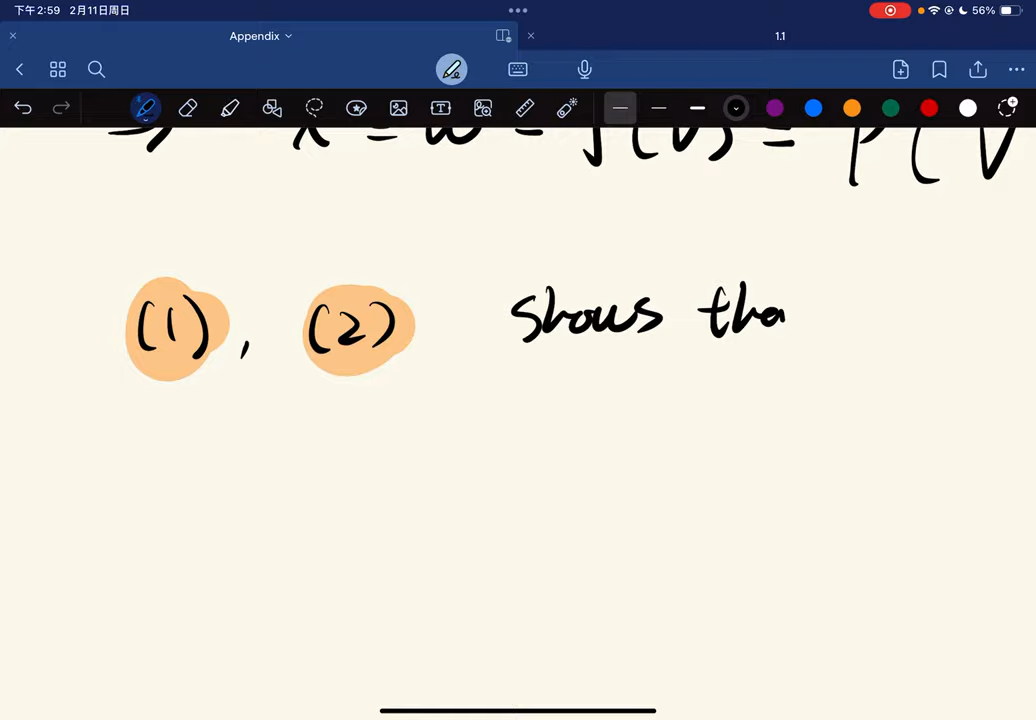 下午2:59 2月11日周日
56%
Appendix
1.1
(1), (2) shows tha